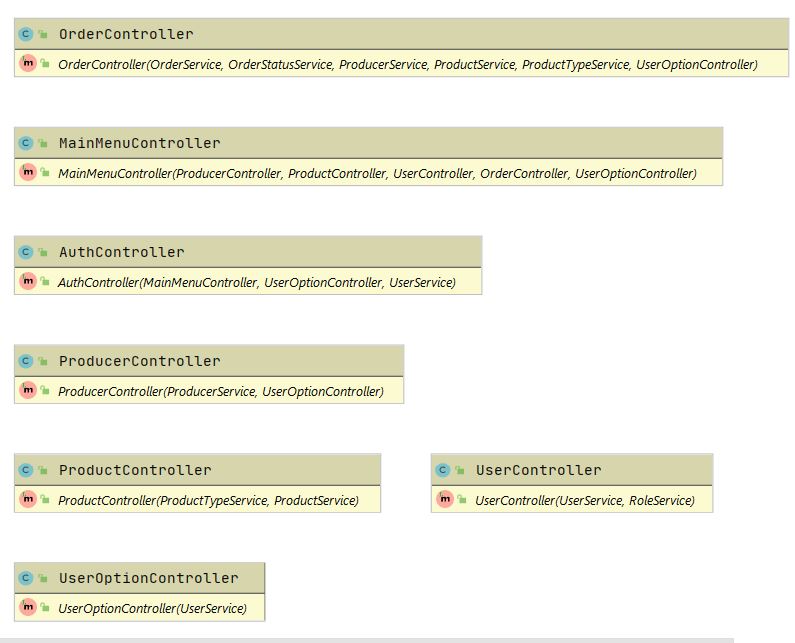 OrderController
OrderController(OrderService, OrderStatusService, ProducerService, ProductService, ProductTypeService, UserOptionController)
MainMenuController
MainMenuController(ProducerController, ProductController, UserController, OrderController, UserOptionController)
AuthController
AuthController(MainMenuController, UserOptionController, UserService)
ProducerController
ProducerController(ProducerService, UserOptionController)
ProductController
ProductController(ProductTypeService, ProductService)
UserController
UserController(UserService, RoleService)
UserOptionController
UserOptionController(UserService)